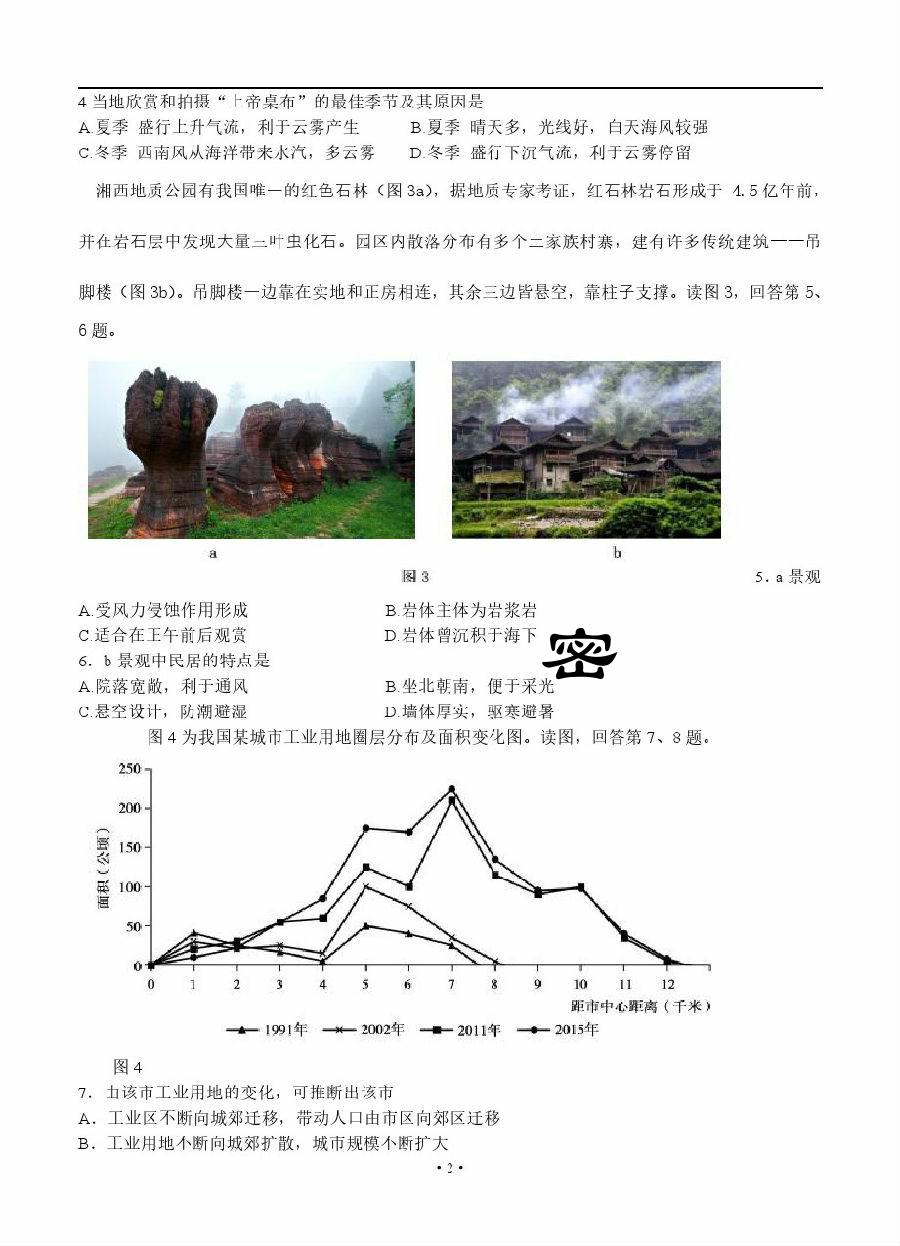 4 当地欣赏和拍摄“上帝桌布”的最佳季节及其原因是
A.夏季 盛行上升气流，利于云雾产生 B.夏季 晴天多，光线好，白天海风较强
C.冬季 西南风从海洋带来水汽，多云雾 D.冬季 盛行下沉气流，利于云雾停留
湘西地质公园有我国唯一的红色石林（图 3a），据地质专家考证，红石林岩石形成于 4.5 亿年前，
并在岩石层中发现大量三叶虫化石。园区内散落分布有多个土家族村寨，建有许多传统建筑——吊
脚楼（图 3b）。吊脚楼一边靠在实地和正房相连，其余三边皆悬空，靠柱子支撑。读图 3，回答第 5、
6 题。
a
b
图 3
5．a 景观
A.受风力侵蚀作用形成 B.岩体主体为岩浆岩
C.适合在正午前后观赏 D.岩体曾沉积于海下
密
6．b 景观中民居的特点是
A.院落宽敞，利于通风 B.坐北朝南，便于采光
C.悬空设计，防潮避湿 D.墙体厚实，驱寒避暑
图 4 为我国某城市工业用地圈层分布及面积变化图。读图，回答第 7、8 题。
250
200
150
100
50
0
面积（公顷）
0 1 2 3 4 5 6 7 8 9 10 11 12
距市中心距离（千米）
1991年 2002年 2011年 2015年
图 4
7．由该市工业用地的变化，可推断出该市
A．工业区不断向城郊迁移，带动人口由市区向郊区迁移
B．工业用地不断向城郊扩散，城市规模不断扩大
·2·